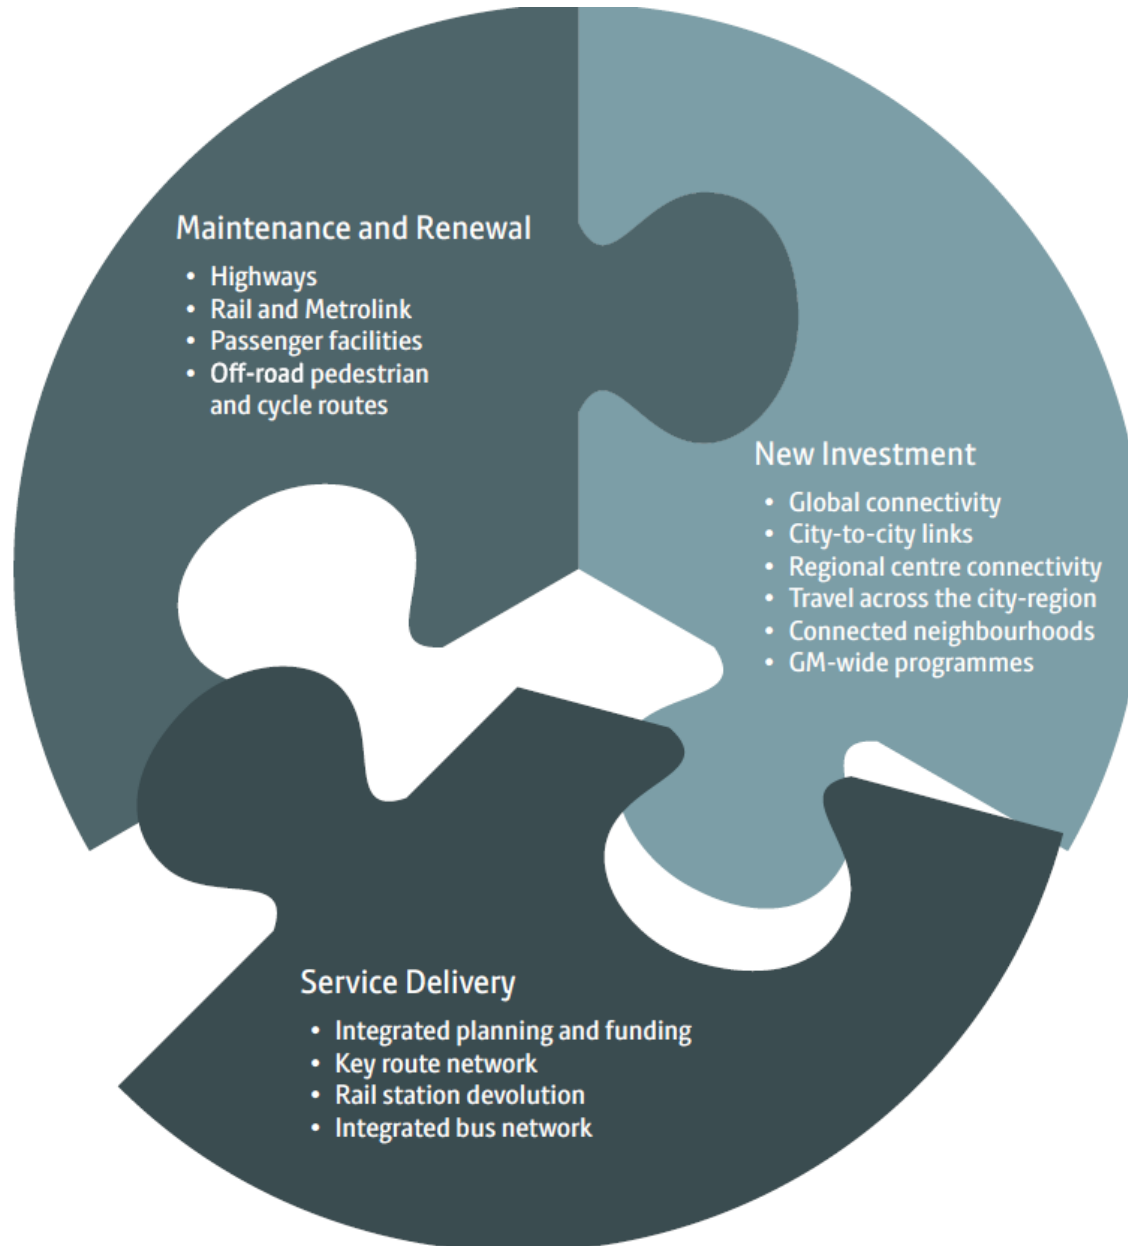 Maintenance and Renewal
• Highways
• Rail and Metrolink
• Passenger facilities
• Off-road pedestrian
and cycle routes
New Investment
• Global connectivity
• City-to-city links
• Regional centre connectivity
• Travel across the city-region
• Connected neighbourhoods
• GM-wide programmes
Service Delivery
• Integrated planning and funding
• Key route network
• Rail station devolution
• Integrated bus network